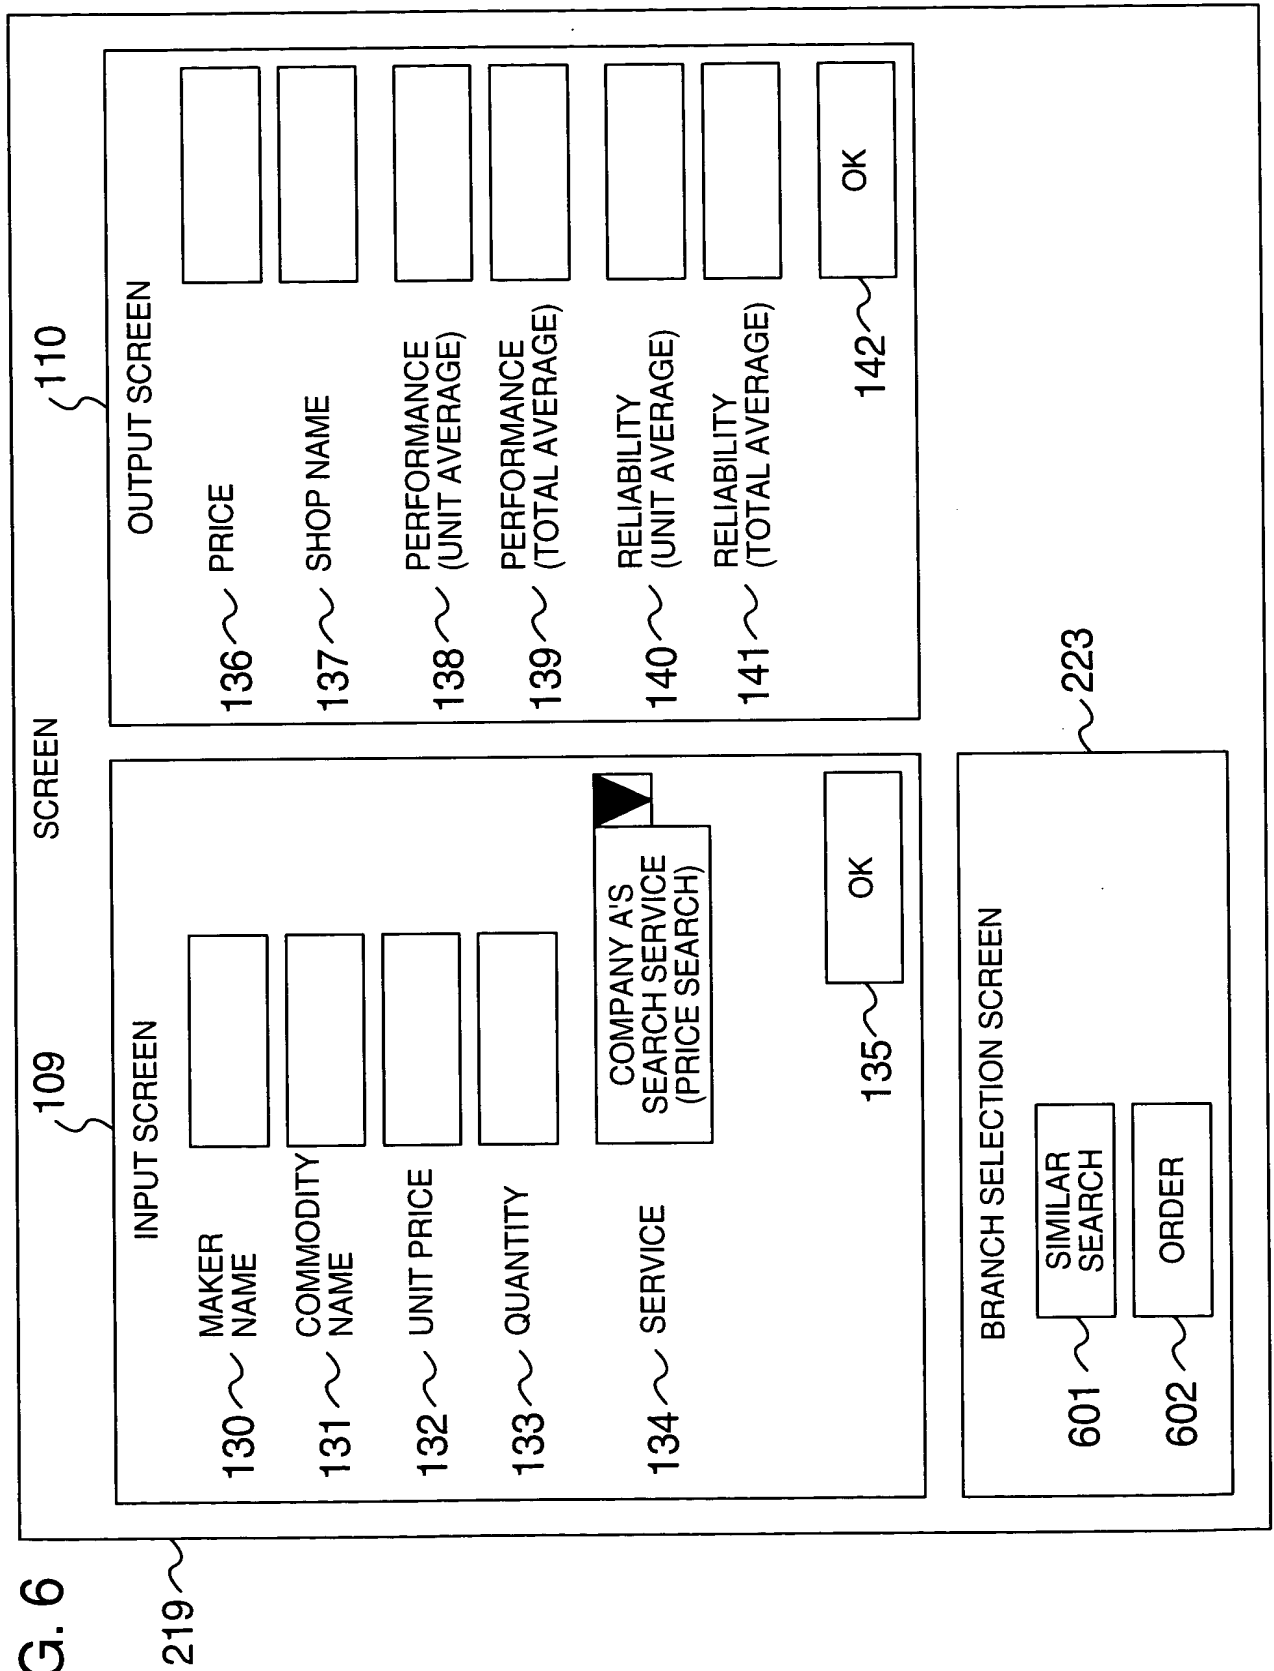 G. 6
219
SCREEN
109
INPUT SCREEN
130
MAKER
NAME
131
COMMODITY
NAME
132
UNIT PRICE
133
QUANTITY
134
SERVICE
COMPANY A'S
SEARCH SERVICE
(PRICE SEARCH)
135
OK
110
OUTPUT SCREEN
136
PRICE
137
SHOP NAME
138
PERFORMANCE
(UNIT AVERAGE)
139
PERFORMANCE
(TOTAL AVERAGE)
140
RELIABILITY
(UNIT AVERAGE)
141
RELIABILITY
(TOTAL AVERAGE)
142
OK
223
BRANCH SELECTION SCREEN
601
SIMILAR
SEARCH
602
ORDER